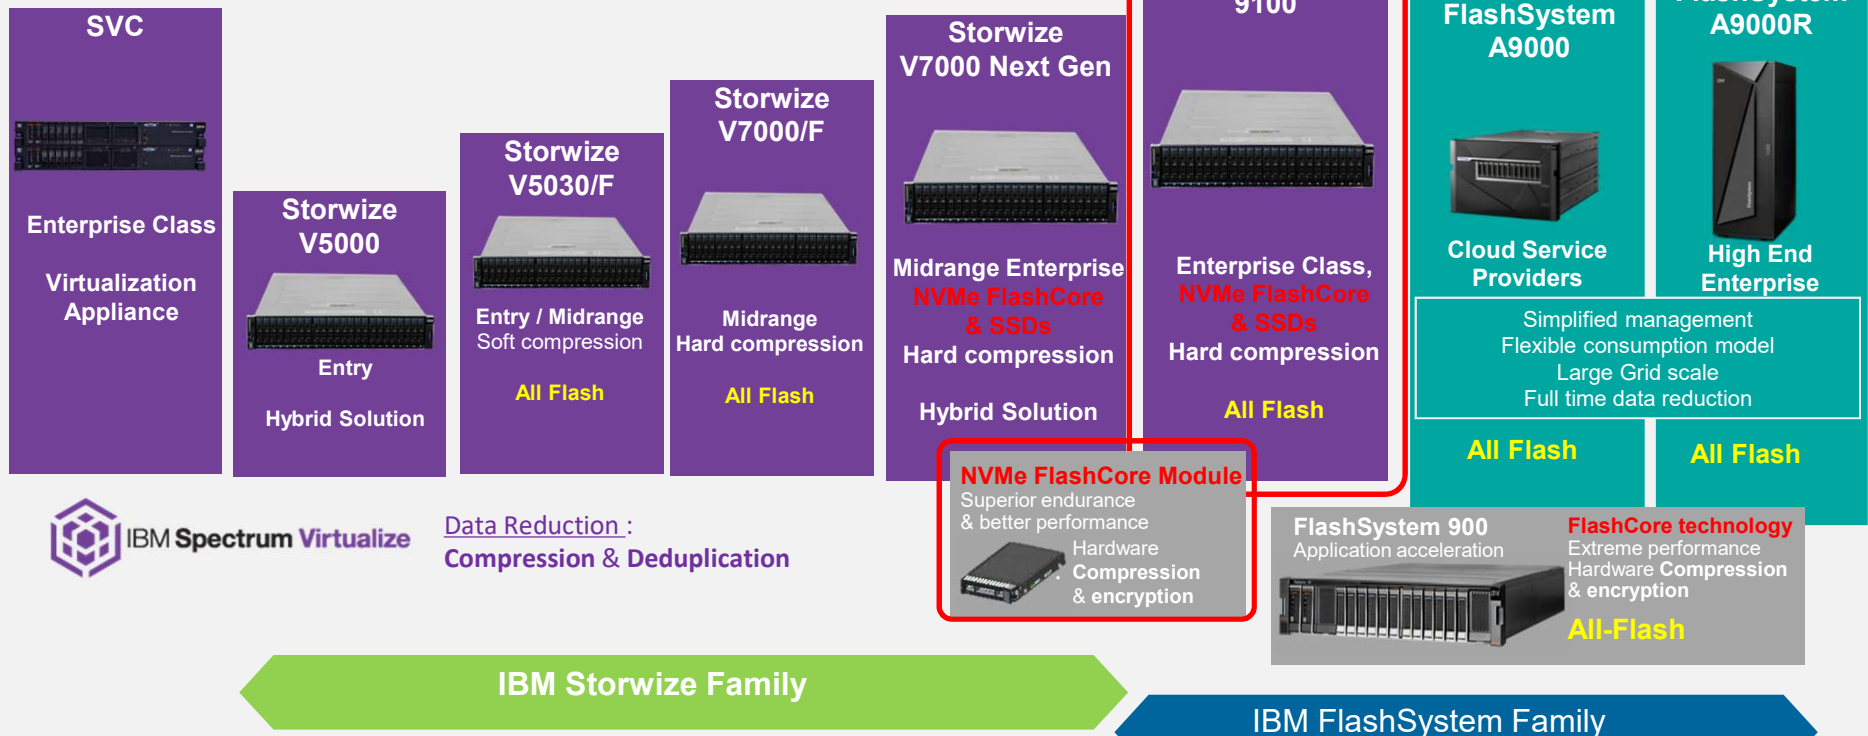 SVC
Enterprise Class
Virtualization
Appliance
Storwize
V5000
Entry
Hybrid Solution
Storwize
V5030/F
Entry / Midrange
Soft compression
All Flash
Storwize
V7000/F
Midrange
Hard compression
All Flash
Storwize
V7000 Next Gen
Midrange Enterprise
NVMe FlashCore
& SSDs
Hard compression
Hybrid Solution
9100
Enterprise Class,
NVMe FlashCore
& SSDs
Hard compression
All Flash
FlashSystem
A9000
Cloud Service
Providers
FlashSystem
A9000R
High End
Enterprise
Simplified management
Flexible consumption model
Large Grid scale
Full time data reduction
All Flash
All Flash
NVMe FlashCore Module
Superior endurance
& better performance
Hardware
Compression
& encryption
FlashSystem 900
Application acceleration
FlashCore technology
Extreme performance
Hardware Compression
& encryption
All-Flash
IBM Spectrum Virtualize
Data Reduction :
Compression & Deduplication
IBM Storwize Family
IBM FlashSystem Family